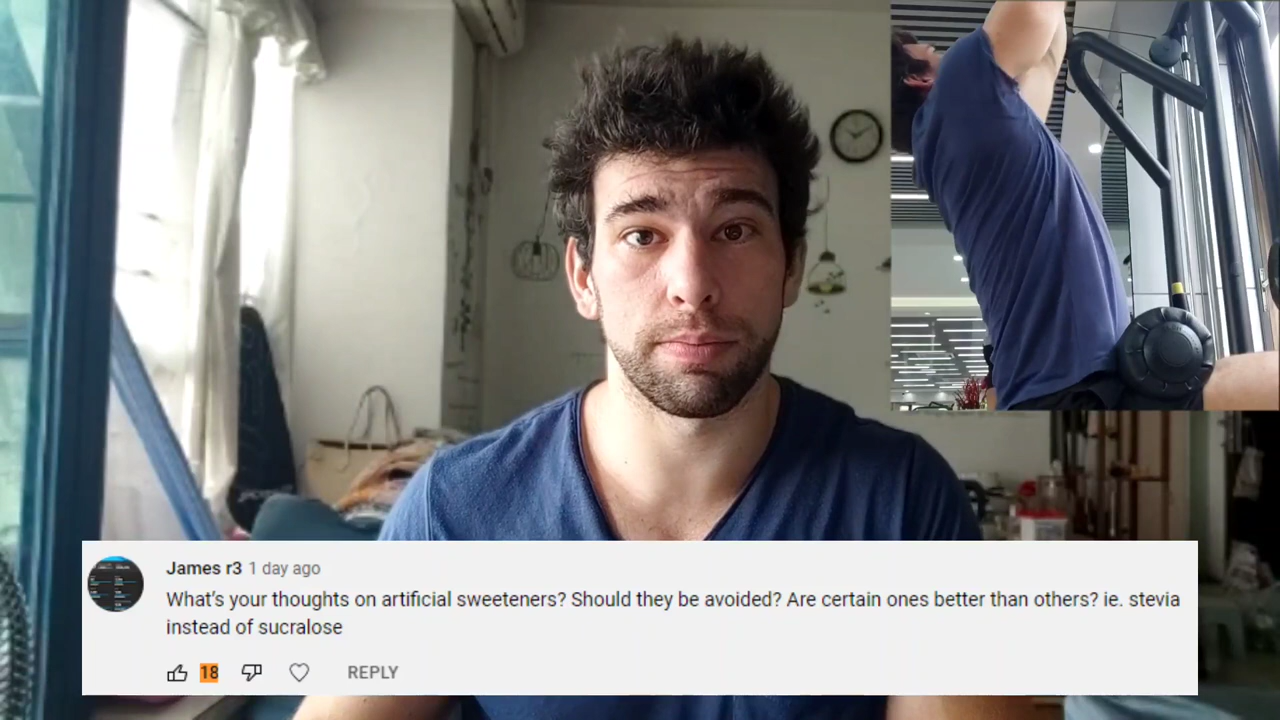 James r3 1 day ago
What's your thoughts on artificial sweeteners? Should they be avoided? Are certain ones better than others? ie. stevia
instead of sucralose
18 REPLY